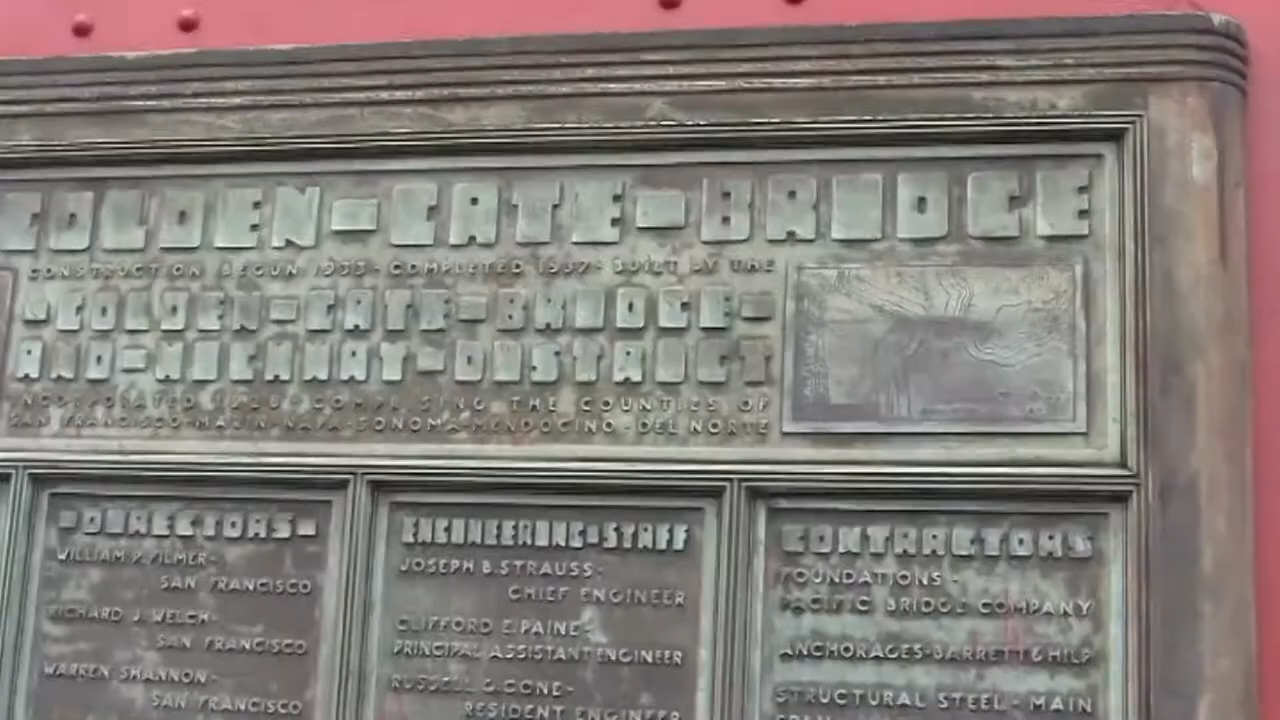 GOLDEN-GATE-BRIDGE
CONSTRUCTION BEGUN 1933 · COMPLETED 1937 · BUILT BY THE
-GOLDEN-GATE-BRIDGE-
AND-HIGHWAY-DISTRICT
INCORPORATED 1928 · COMPRISING THE COUNTIES OF
SAN FRANCISCO-MARIN-NAPA-SONOMA-MENDOCINO-DEL NORTE
-DIRECTORS-
WILLIAM P. FILMER-
SAN FRANCISCO
RICHARD J. WELCH-
SAN FRANCISCO
WARREN SHANNON-
SAN FRANCISCO
ENGINEERING-STAFF
JOSEPH B. STRAUSS-
CHIEF ENGINEER
CLIFFORD E. PAINE-
PRINCIPAL ASSISTANT ENGINEER
RUSSELL G. CONE-
RESIDENT ENGINEER
CONTRACTORS
FOUNDATIONS-
PACIFIC BRIDGE COMPANY
ANCHORAGES-BARRETT & HILP
STRUCTURAL STEEL-MAIN
SPAN